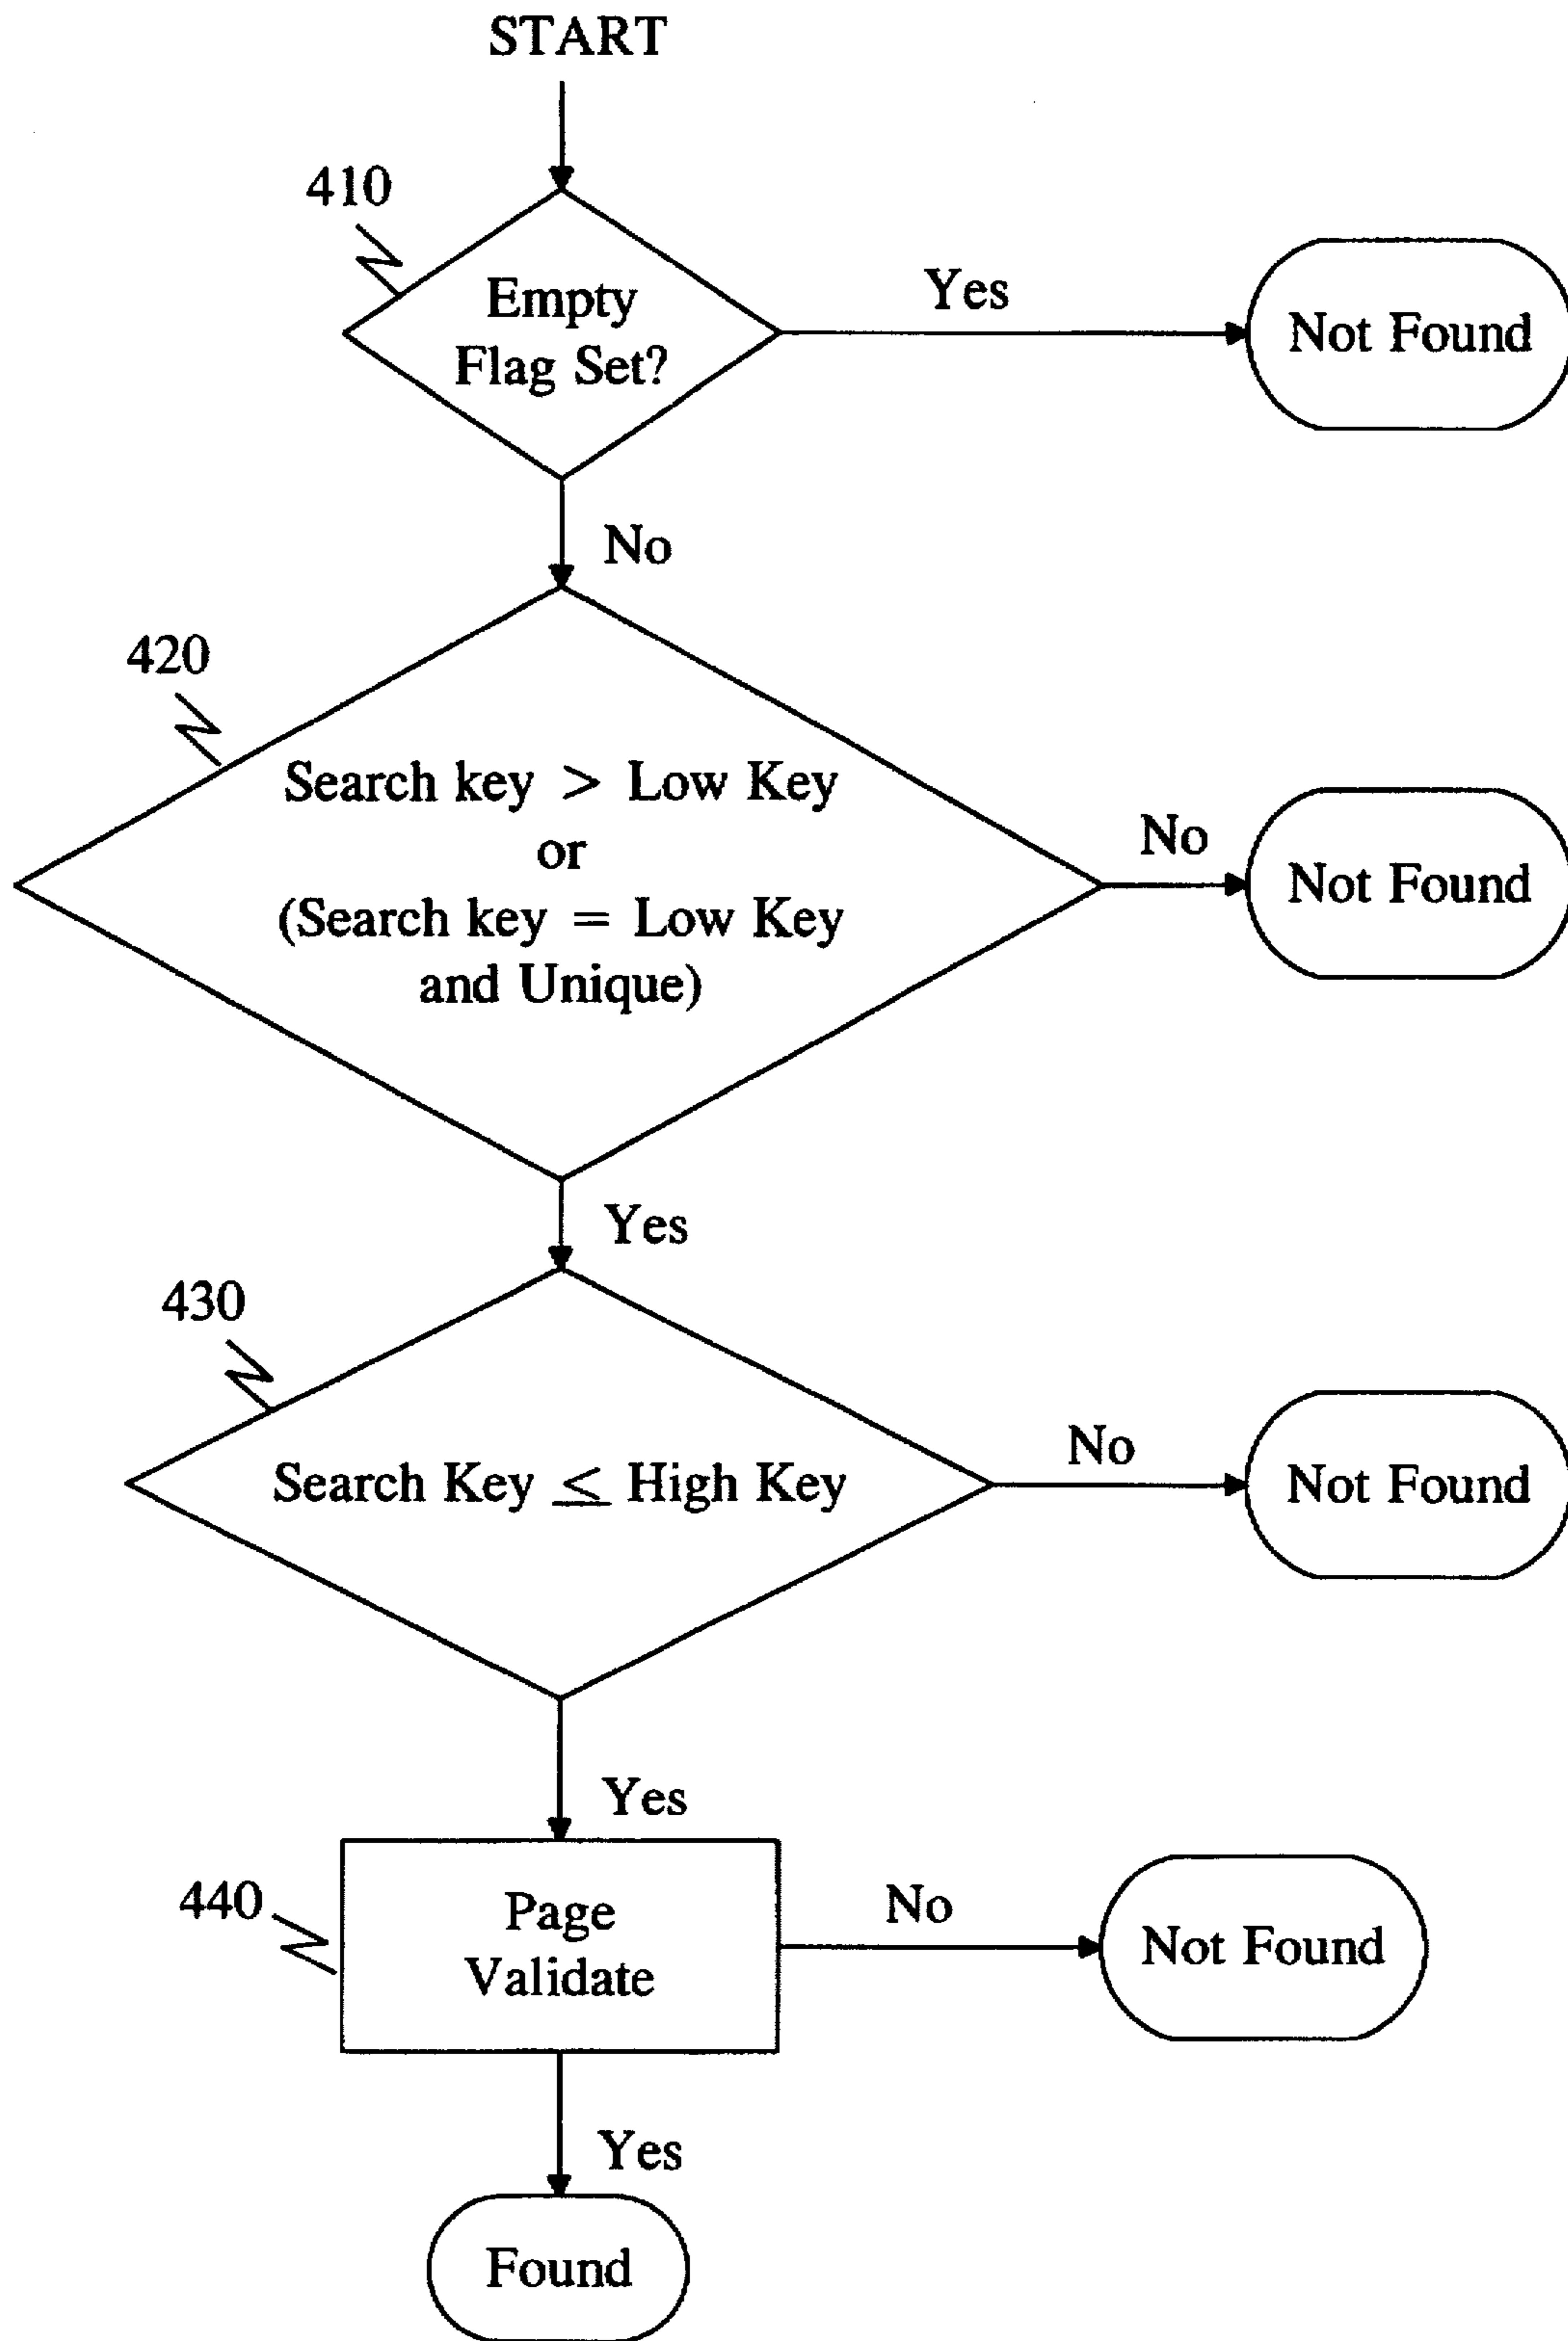 START
410
Empty
Flag Set?
Yes
Not Found
No
420
Search key > Low Key
or
(Search key = Low Key
and Unique)
No
Not Found
Yes
430
Search Key ≤ High Key
No
Not Found
Yes
440
Page
Validate
No
Not Found
Yes
Found